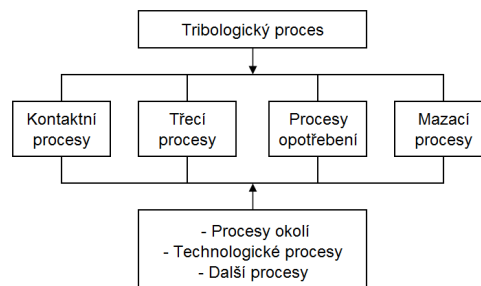 Tribologický proces
Kontaktní
procesy
Třecí
procesy
Procesy
opotřebení
Mazací
procesy
- Procesy okolí
- Technologické procesy
- Další procesy